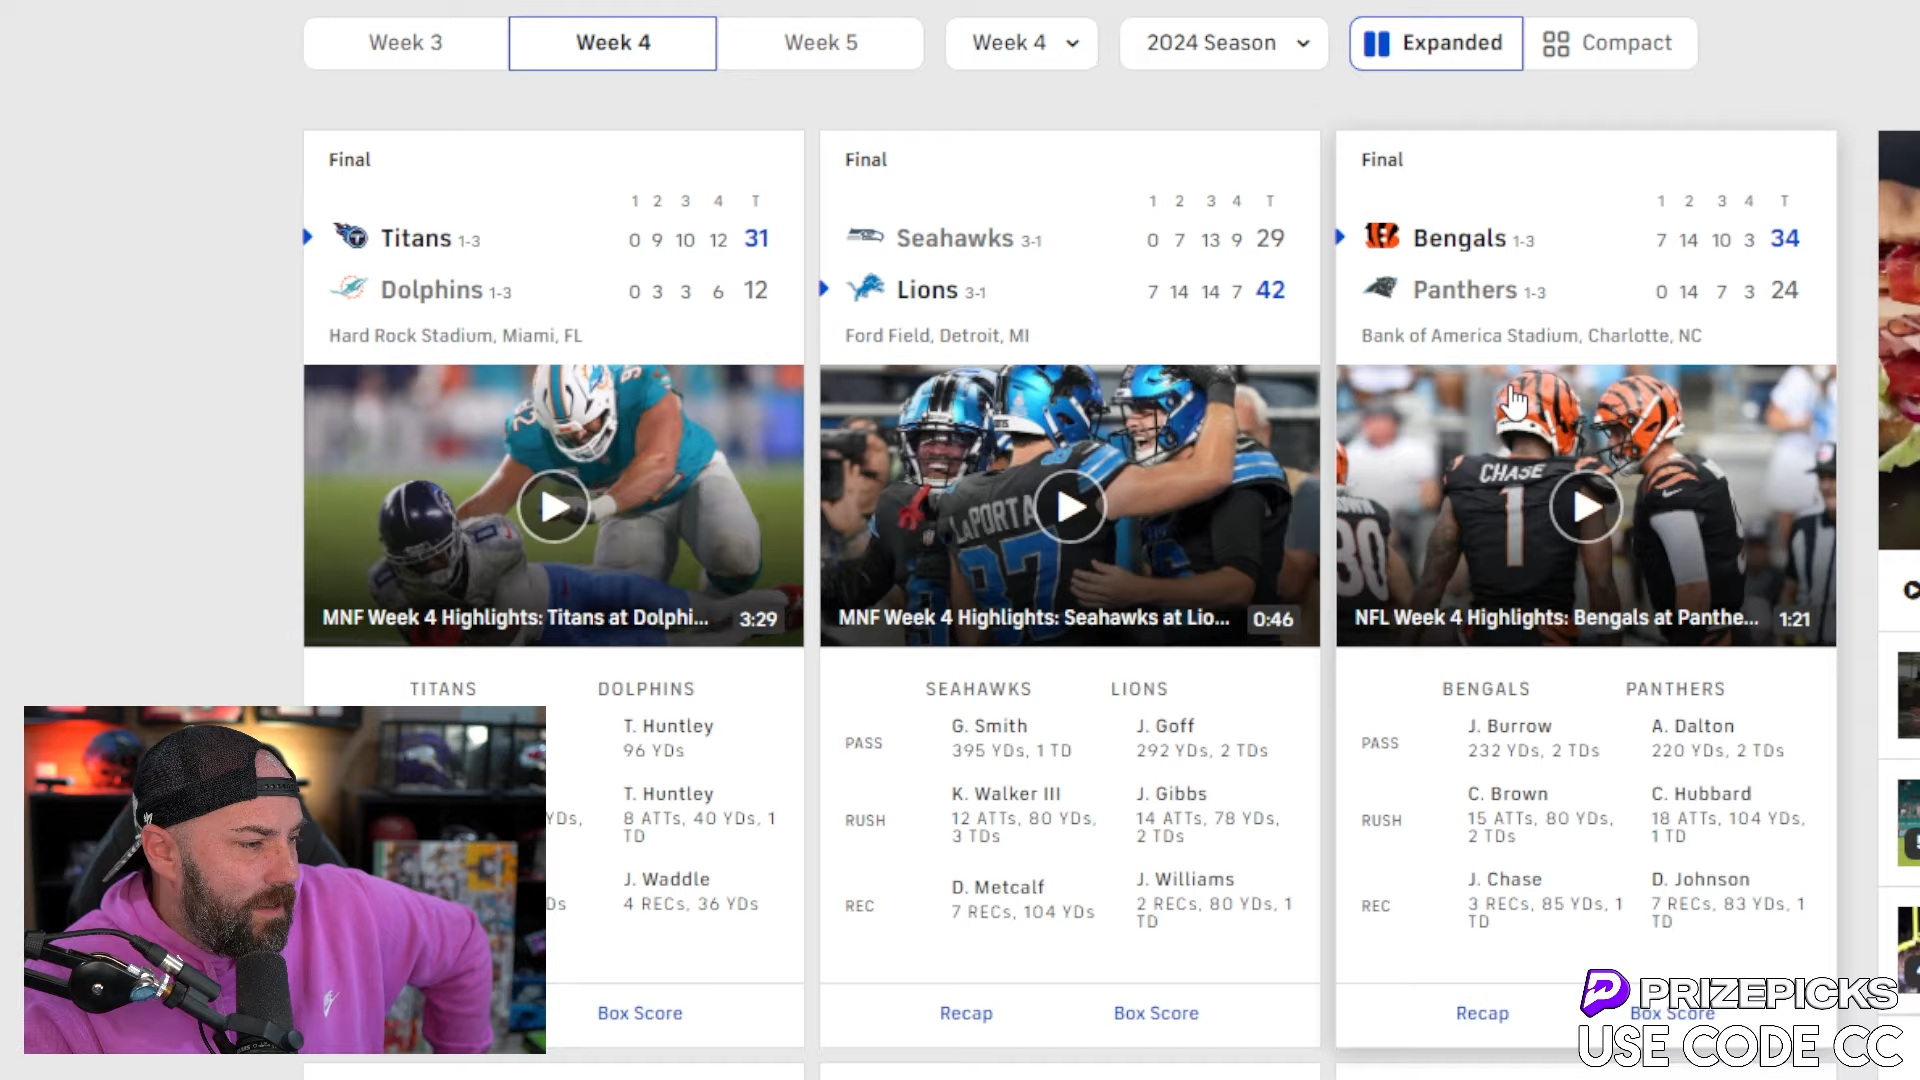 Week 3
Week 4
Week 5
Week 4
2024 Season
Expanded
Compact
Final
1 2 3 4 T
Titans 1-3
0 9 10 12 31
Dolphins 1-3
0 3 3 6 12
Hard Rock Stadium, Miami, FL
MNF Week 4 Highlights: Titans at Dolphi...
3:29
TITANS
DOLPHINS
T. Huntley
96 YDs
T. Huntley
YDs,
8 ATTs, 40 YDs, 1
TD
J. Waddle
Ds
4 RECs, 36 YDs
Box Score
Final
1 2 3 4 T
Seahawks 3-1
0 7 13 9 29
Lions 3-1
7 14 14 7 42
Ford Field, Detroit, MI
LAPORTA
87
MNF Week 4 Highlights: Seahawks at Lio...
0:46
SEAHAWKS
LIONS
PASS
G. Smith
395 YDs, 1 TD
J. Goff
292 YDs, 2 TDs
RUSH
K. Walker III
12 ATTs, 80 YDs,
3 TDs
J. Gibbs
14 ATTs, 78 YDs,
2 TDs
REC
D. Metcalf
7 RECs, 104 YDs
J. Williams
2 RECs, 80 YDs, 1
TD
Recap
Box Score
Final
1 2 3 4 T
Bengals 1-3
7 14 10 3 34
Panthers 1-3
0 14 7 3 24
Bank of America Stadium, Charlotte, NC
CHASE
1
30
NFL Week 4 Highlights: Bengals at Panthe...
1:21
BENGALS
PANTHERS
PASS
J. Burrow
232 YDs, 2 TDs
A. Dalton
220 YDs, 2 TDs
RUSH
C. Brown
15 ATTs, 80 YDs,
2 TDs
C. Hubbard
18 ATTs, 104 YDs,
1 TD
REC
J. Chase
3 RECs, 85 YDs, 1
TD
D. Johnson
7 RECs, 83 YDs, 1
TD
Recap
Box Score
PRIZEPICKS
USE CODE CC